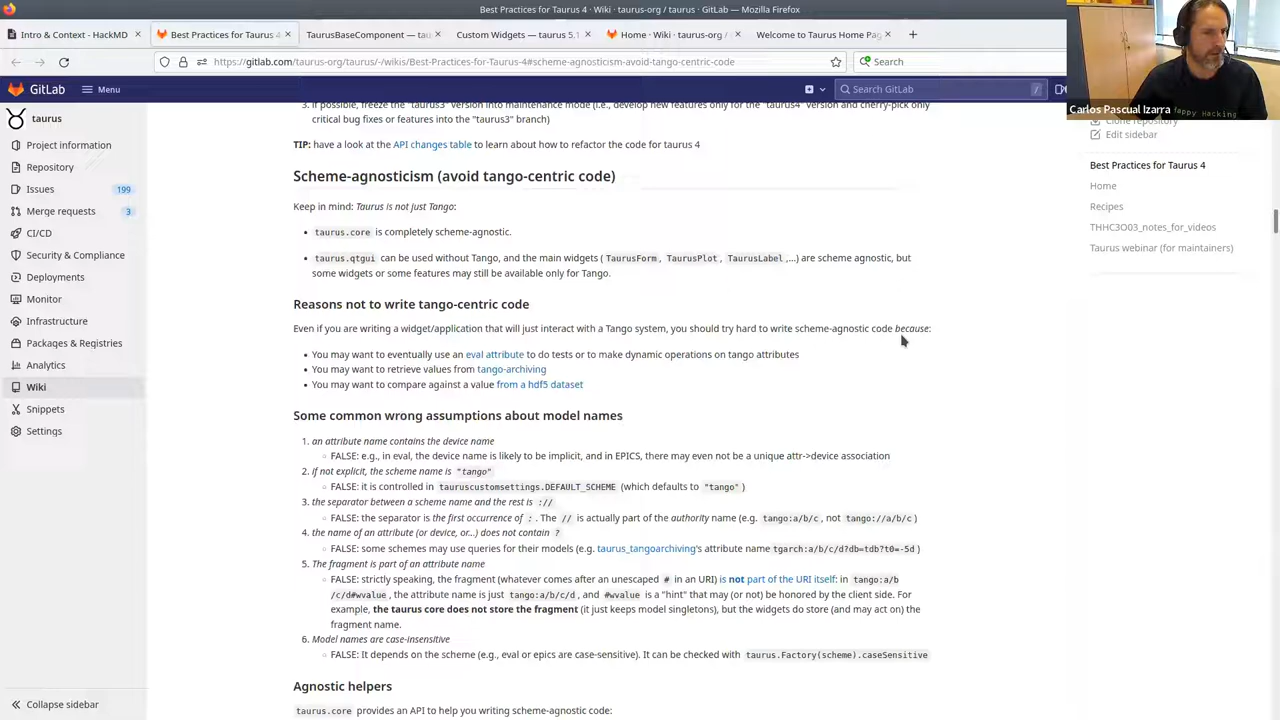 Best Practices for Taurus 4 · Wiki · taurus-org / taurus · GitLab — Mozilla Firefox
Intro & Context - HackMD ×
Best Practices for Taurus 4 ×
TaurusBaseComponent — tau ×
Custom Widgets — taurus 5.1 ×
Home · Wiki · taurus-org / ×
Welcome to Taurus Home Pag ×
+
https://gitlab.com/taurus-org/taurus/-/wikis/Best-Practices-for-Taurus-4#scheme-agnosticism-avoid-tango-centric-code
Search
GitLab
Menu
Search GitLab
/
Carlos Pascual Izarra
Happy Hacking
taurus
Project information
Repository
Issues 199
Merge requests 3
CI/CD
Security & Compliance
Deployments
Monitor
Infrastructure
Packages & Registries
Analytics
Wiki
Snippets
Settings
Collapse sidebar
3. if possible, freeze the "taurus3" version into maintenance mode (i.e., develop new features only for the "taurus4" version and cherry-pick only
critical bug fixes or features into the "taurus3" branch)
TIP: have a look at the API changes table to learn about how to refactor the code for taurus 4
Scheme-agnosticism (avoid tango-centric code)
Keep in mind: Taurus is not just Tango:
• taurus.core is completely scheme-agnostic.
• taurus.qtgui can be used without Tango, and the main widgets ( TaurusForm, TaurusPlot, TaurusLabel ,...) are scheme agnostic, but
some widgets or some features may still be available only for Tango.
Reasons not to write tango-centric code
Even if you are writing a widget/application that will just interact with a Tango system, you should try hard to write scheme-agnostic code because:
• You may want to eventually use an eval attribute to do tests or to make dynamic operations on tango attributes
• You may want to retrieve values from tango-archiving
• You may want to compare against a value from a hdf5 dataset
Some common wrong assumptions about model names
1. an attribute name contains the device name
◦ FALSE: e.g., in eval, the device name is likely to be implicit, and in EPICS, there may even not be a unique attr->device association
2. If not explicit, the scheme name is "tango"
◦ FALSE: it is controlled in tauruscustomsettings.DEFAULT_SCHEME (which defaults to "tango")
3. the separator between a scheme name and the rest is ://
◦ FALSE: the separator is the first occurrence of : . The // is actually part of the authority name (e.g. tango:a/b/c, not tango://a/b/c )
4. the name of an attribute (or device, or...) does not contain ?
◦ FALSE: some schemes may use queries for their models (e.g. taurus_tangoarchiving's attribute name tgarch:a/b/c/d?db=tdb?t0=-5d )
5. The fragment is part of an attribute name
◦ FALSE: strictly speaking, the fragment (whatever comes after an unescaped # in an URI) is not part of the URI itself: in tango:a/b
/c/d#wvalue, the attribute name is just tango:a/b/c/d, and #wvalue is a "hint" that may (or not) be honored by the client side. For
example, the taurus core does not store the fragment (it just keeps model singletons), but the widgets do store (and may act on) the
fragment name.
6. Model names are case-insensitive
◦ FALSE: It depends on the scheme (e.g., eval or epics are case-sensitive). It can be checked with taurus.Factory(scheme).caseSensitive
Agnostic helpers
taurus.core provides an API to help you writing scheme-agnostic code:
Clone repository
Edit sidebar
Best Practices for Taurus 4
Home
Recipes
THHC3O03_notes_for_videos
Taurus webinar (for maintainers)